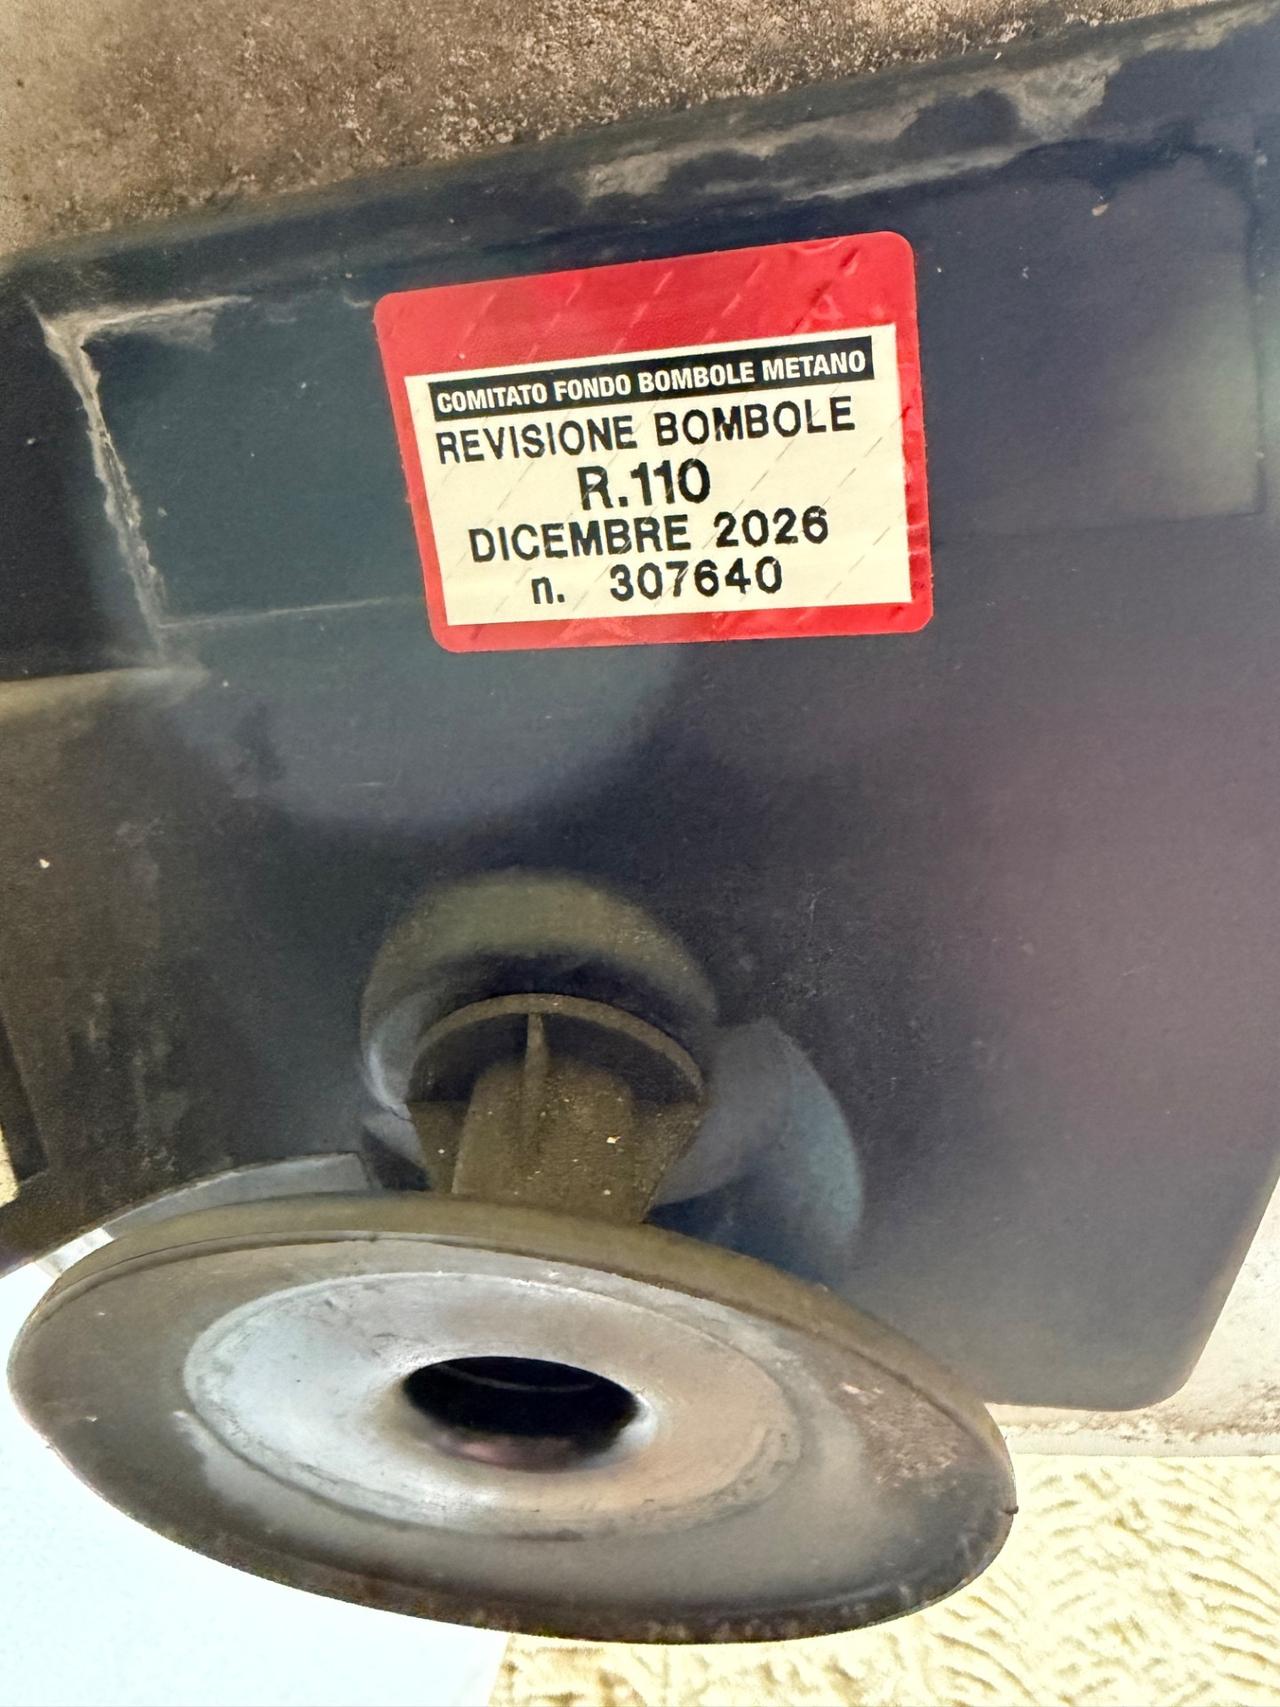 COMITATO FONDO BOMBOLE METANO
REVISIONE BOMBOLE
R.110
DICEMBRE 2026
n. 307640